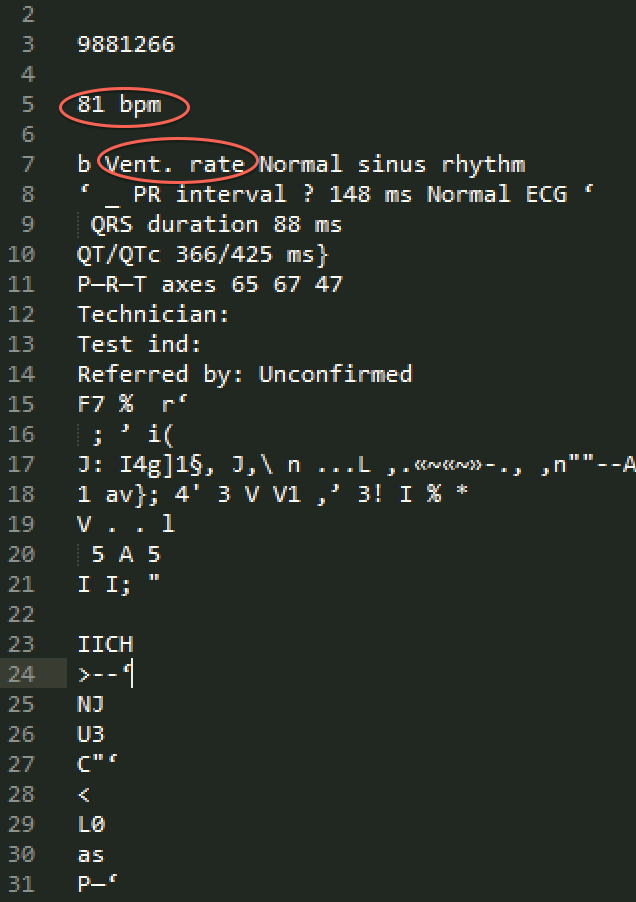 2
3 9881266
4
5 81 bpm
6
7 b Vent. rate Normal sinus rhythm
8 ‘ _ PR interval ? 148 ms Normal ECG ‘
9 QRS duration 88 ms
10 QT/QTc 366/425 ms}
11 P—R—T axes 65 67 47
12 Technician:
13 Test ind:
14 Referred by: Unconfirmed
15 F7 %  r‘
16 ; ’ i(
17 J: I4g]1§, J,\ n ...L ,.«~«~»-., ,n""--A
18 1 av}; 4' 3 V V1 ,’ 3! I % *
19 V . . l
20 5 A 5
21 I I; "
22
23 IICH
24 >--‘
25 NJ
26 U3
27 C"‘
28 <
29 L0
30 as
31 P—‘